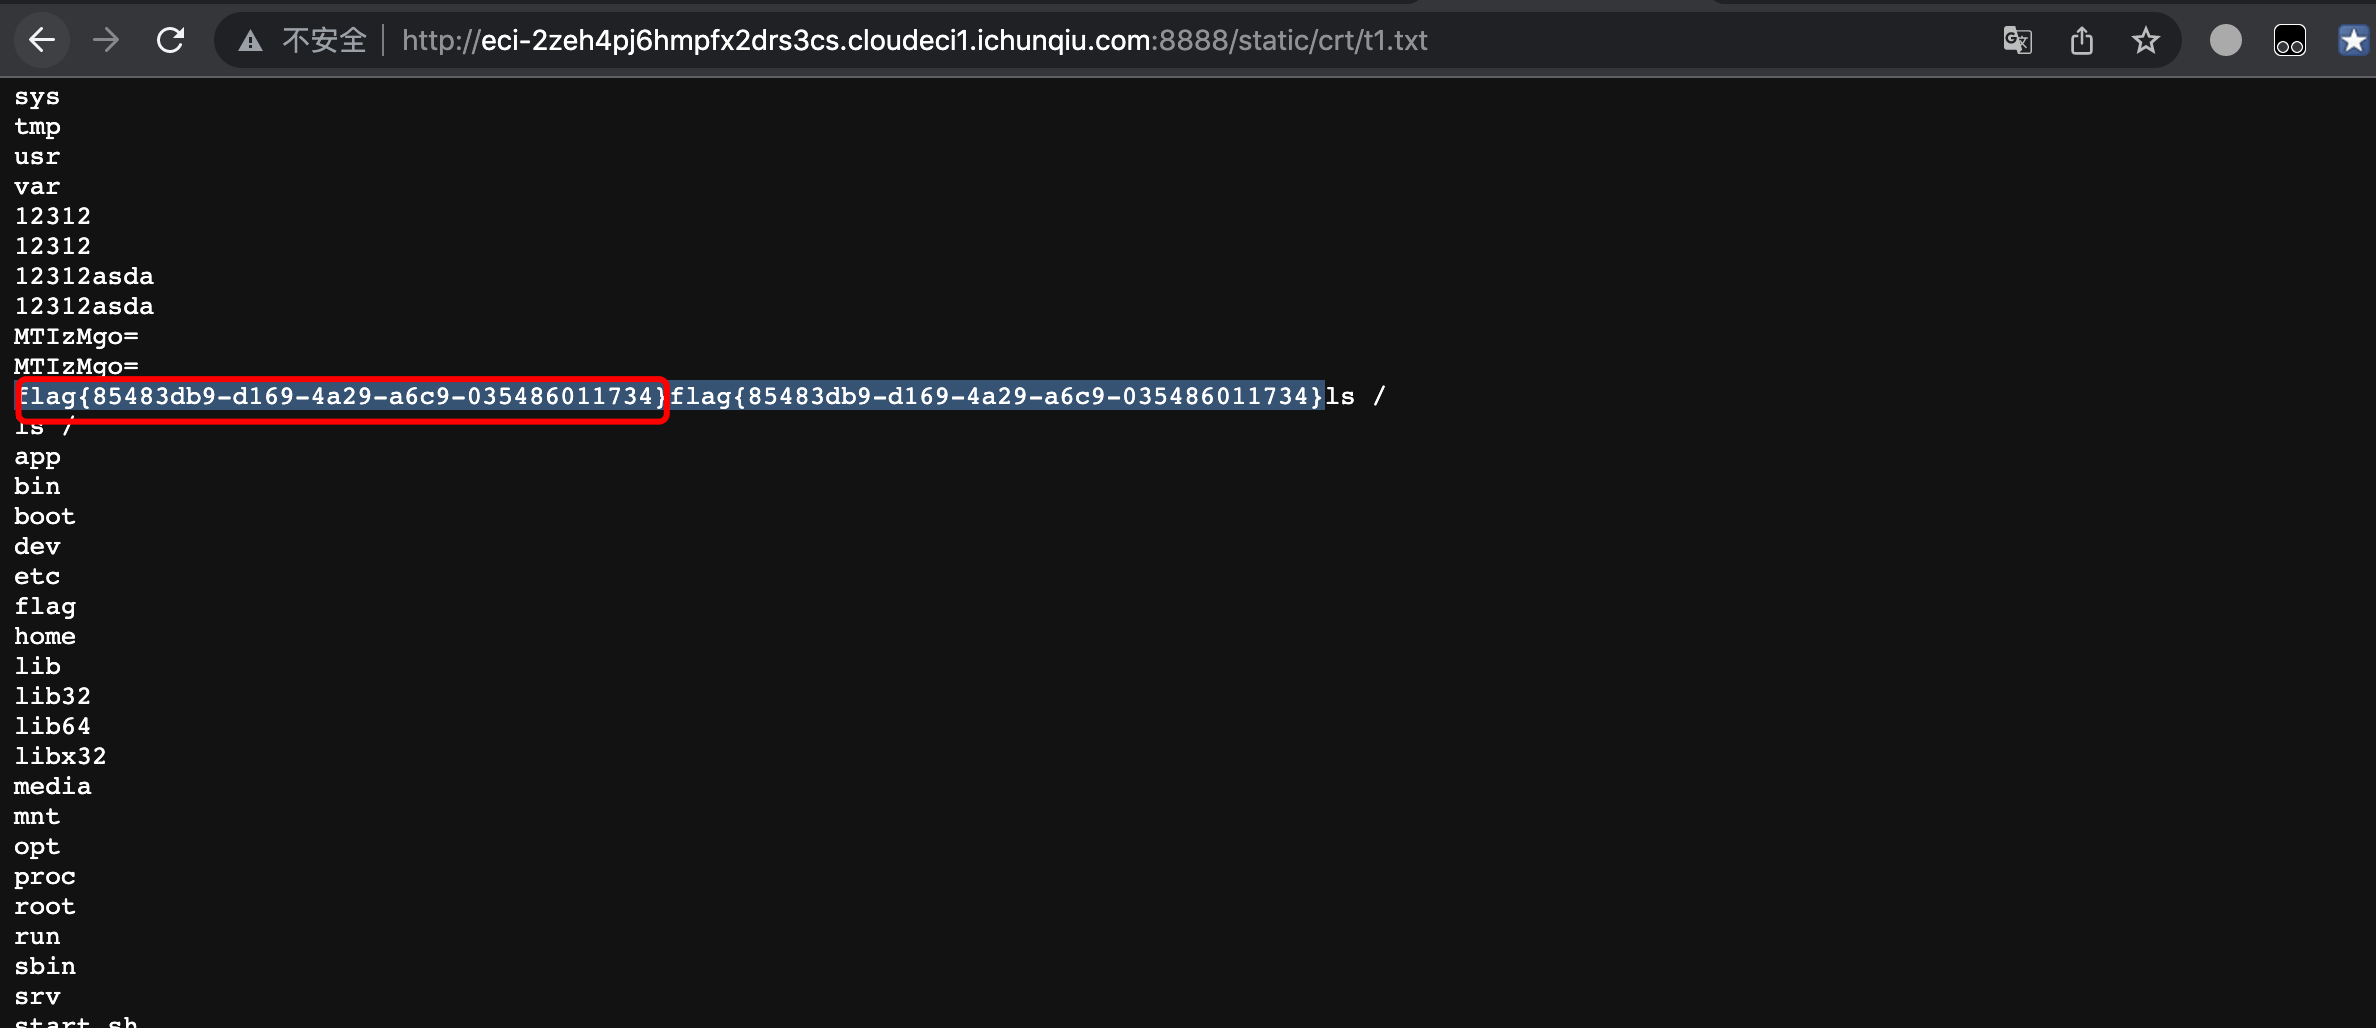 不安全 http://eci-2zeh4pj6hmpfx2drs3cs.cloudeci1.ichunqiu.com:8888/static/crt/t1.txt
sys
tmp
usr
var
12312
12312
12312asda
12312asda
MTIzMgo=
MTIzMgo=
flag{85483db9-d169-4a29-a6c9-035486011734}flag{85483db9-d169-4a29-a6c9-035486011734}ls /
ls /
app
bin
boot
dev
etc
flag
home
lib
lib32
lib64
libx32
media
mnt
opt
proc
root
run
sbin
srv
start.sh